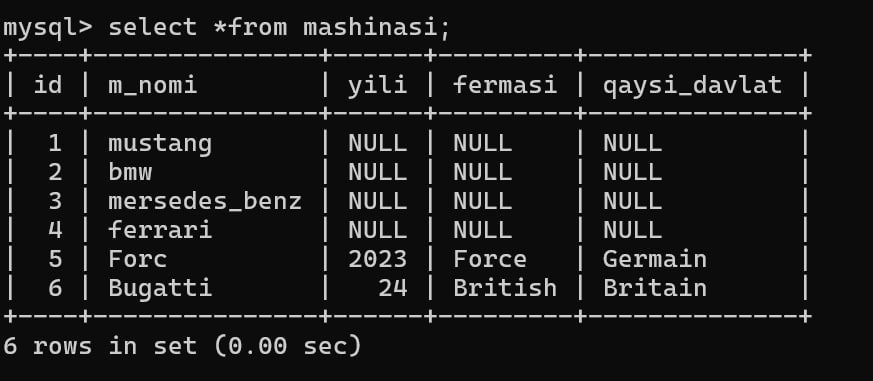 mysql> select *from mashinasi;
+----+---------------+------+---------+--------------+
| id | m_nomi        | yili | fermasi | qaysi_davlat |
+----+---------------+------+---------+--------------+
|  1 | mustang       | NULL | NULL    | NULL         |
|  2 | bmw           | NULL | NULL    | NULL         |
|  3 | mersedes_benz | NULL | NULL    | NULL         |
|  4 | ferrari       | NULL | NULL    | NULL         |
|  5 | Forc          | 2023 | Force   | Germain      |
|  6 | Bugatti       |   24 | British | Britain      |
+----+---------------+------+---------+--------------+
6 rows in set (0.00 sec)